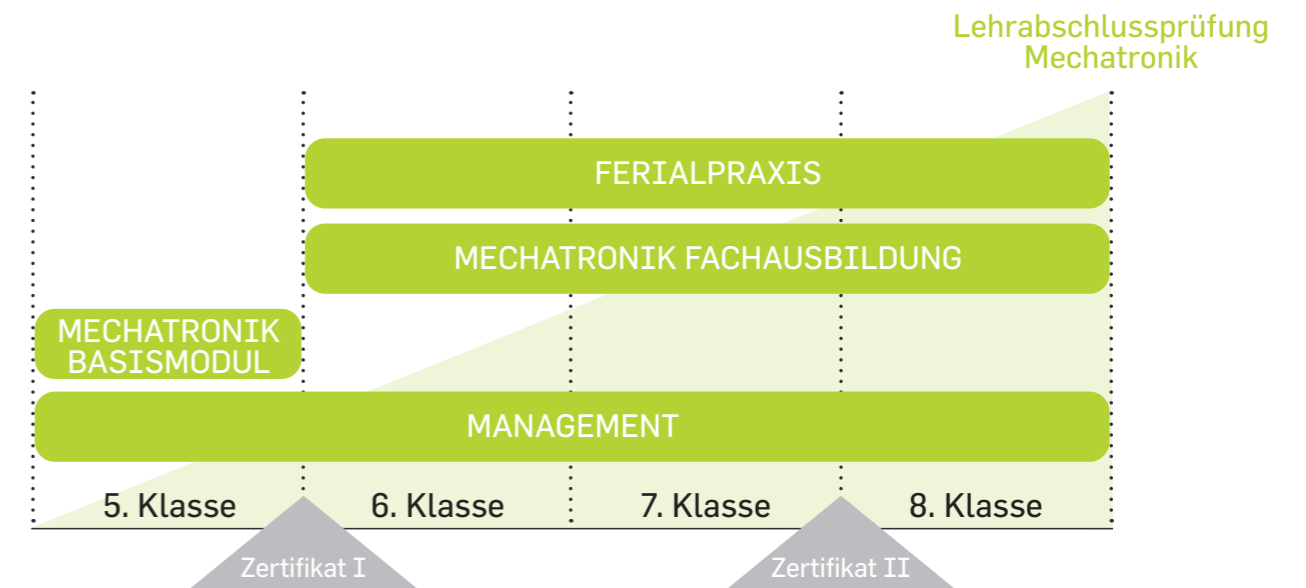 Lehrabschlussprüfung
Mechatronik
FERIALPRAXIS
MECHATRONIK FACHAUSBILDUNG
MECHATRONIK
BASISMODUL
MANAGEMENT
5. Klasse
6. Klasse
7. Klasse
8. Klasse
Zertifikat I
Zertifikat II